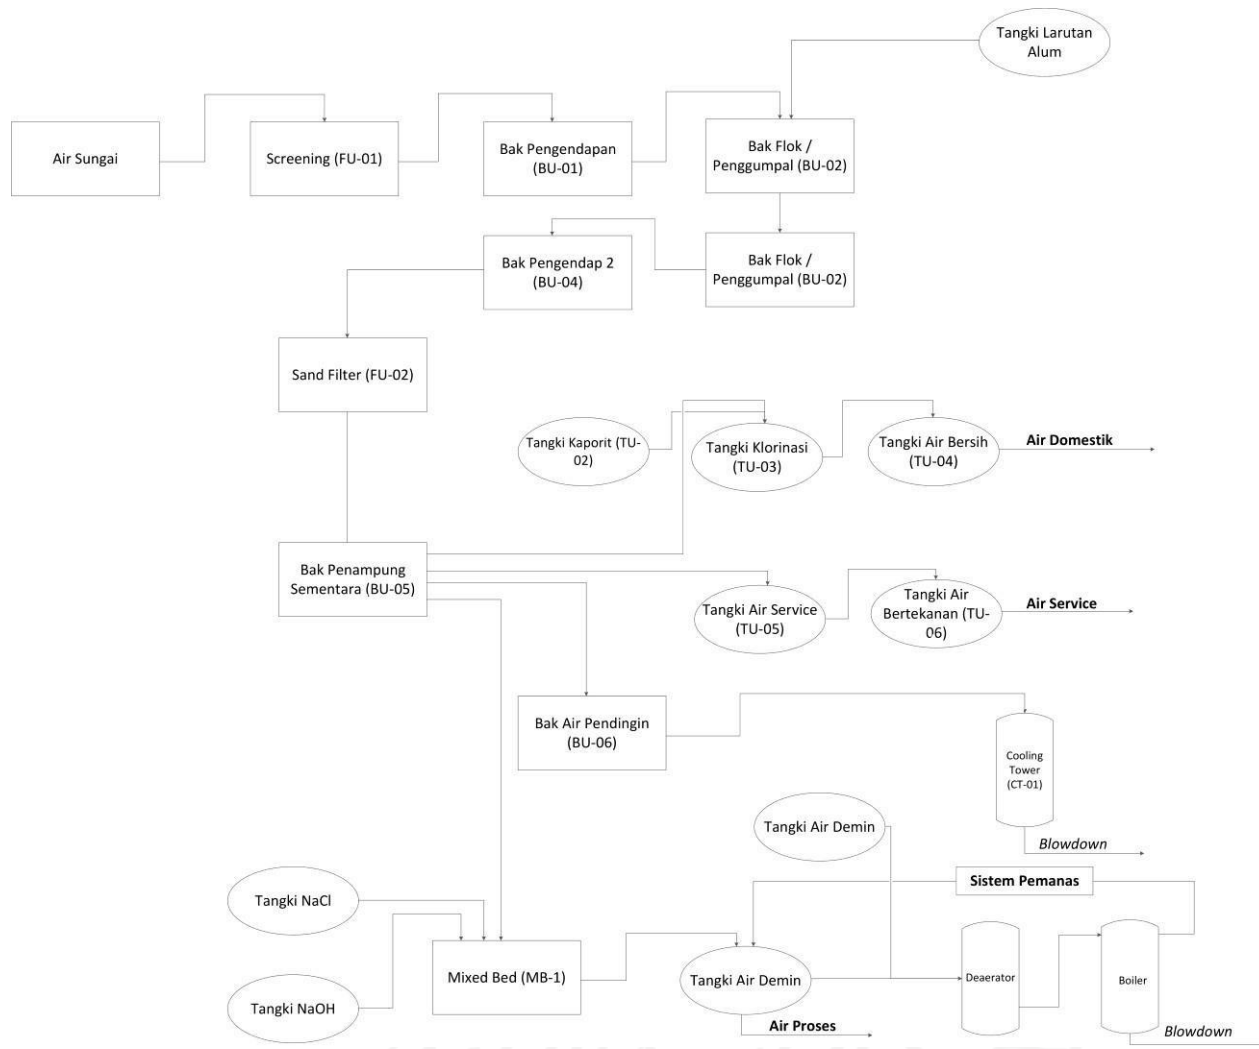 Tangki Larutan
Alum
Air Sungai
Screening (FU-01)
Bak Pengendapan
(BU-01)
Bak Flok /
Penggumpal (BU-02)
Bak Pengendap 2
(BU-04)
Bak Flok /
Penggumpal (BU-02)
Sand Filter (FU-02)
Tangki Kaporit (TU-
02)
Tangki Klorinasi
(TU-03)
Tangki Air Bersih
(TU-04)
Air Domestik
Bak Penampung
Sementara (BU-05)
Tangki Air Service
(TU-05)
Tangki Air
Bertekanan (TU-
06)
Air Service
Bak Air Pendingin
(BU-06)
Cooling
Tower
(CT-01)
Blowdown
Tangki Air Demin
Sistem Pemanas
Tangki NaCl
Tangki NaOH
Mixed Bed (MB-1)
Tangki Air Demin
Deaerator
Boiler
Air Proses
Blowdown